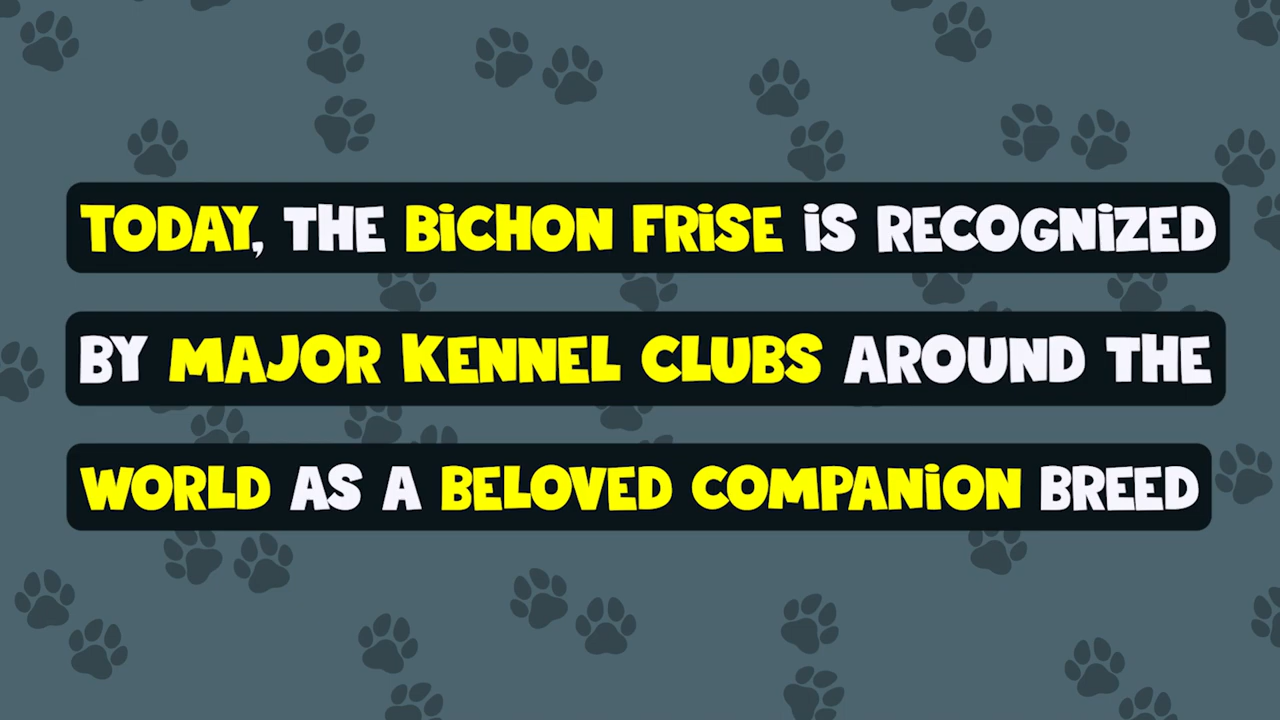 TODAY, THE BiCHON FRiSE iS RECOGNiZED
BY MAJOR KENNEL CLUBS AROUND THE
WORLD AS A BELOVED COMPANiON BREED